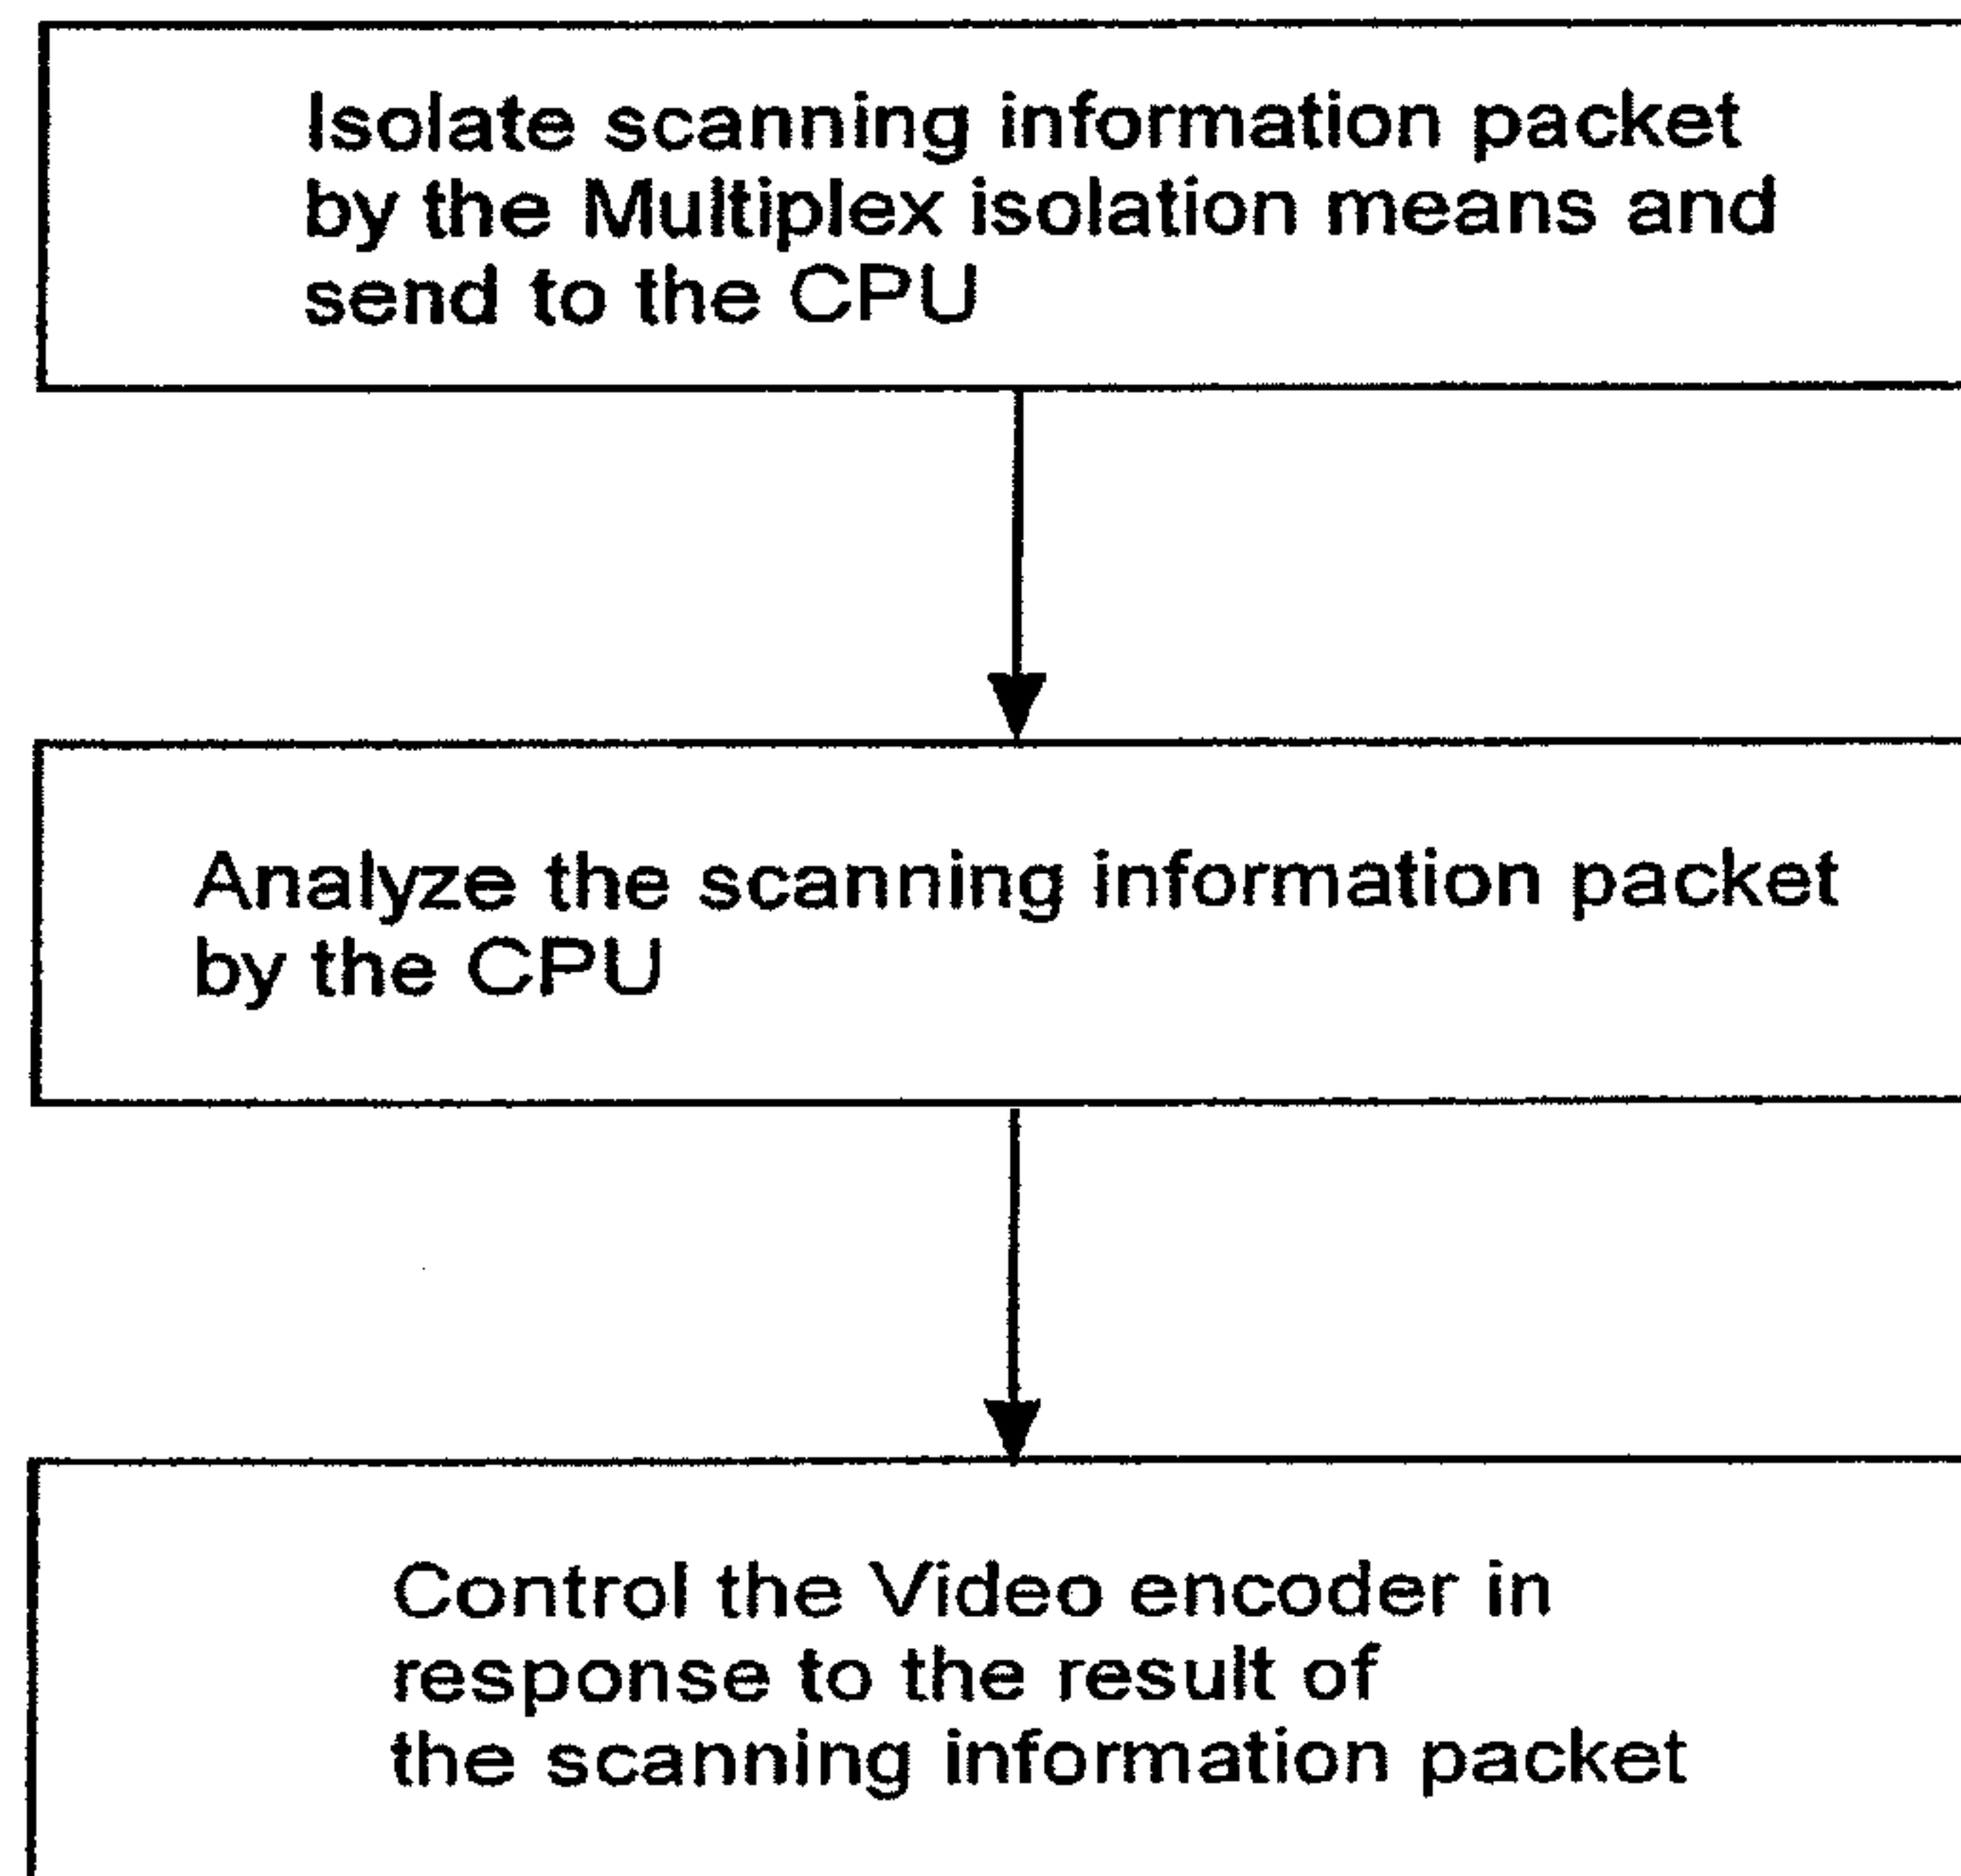 Isolate scanning information packet
by the Multiplex isolation means and
send to the CPU
Analyze the scanning information packet
by the CPU
Control the Video encoder in
response to the result of
the scanning information packet